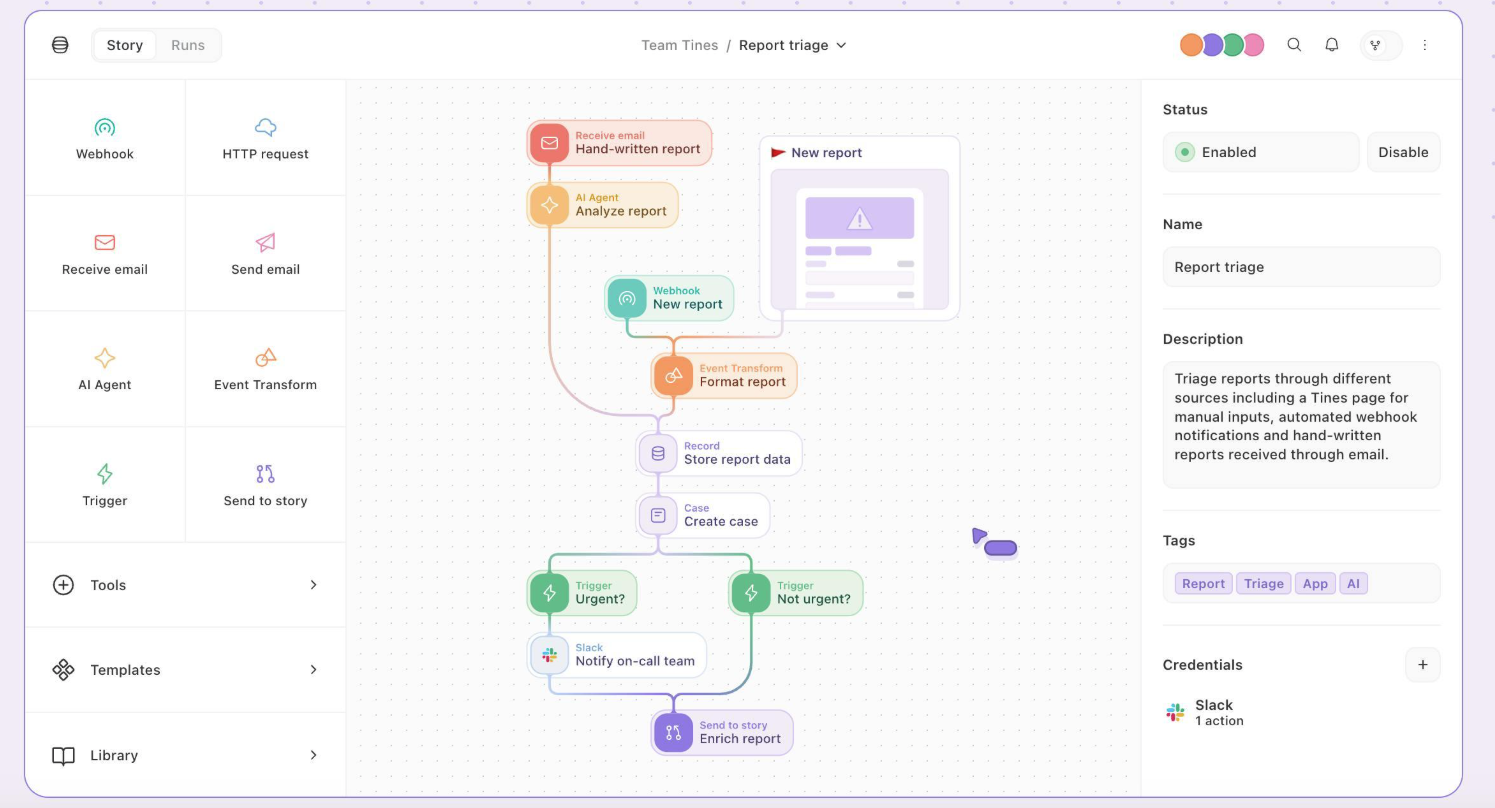 Story
Runs
Team Tines / Report triage
Webhook
HTTP request
Receive email
Send email
AI Agent
Event Transform
Trigger
Send to story
Tools
Templates
Library
Receive email
Hand-written report
AI Agent
Analyze report
New report
Webhook
New report
Event Transform
Format report
Record
Store report data
Case
Create case
Trigger
Urgent?
Trigger
Not urgent?
Slack
Notify on-call team
Send to story
Enrich report
Status
Enabled
Disable
Name
Report triage
Description
Triage reports through different
sources including a Tines page for
manual inputs, automated webhook
notifications and hand-written
reports received through email.
Tags
Report Triage App AI
Credentials
Slack
1 action